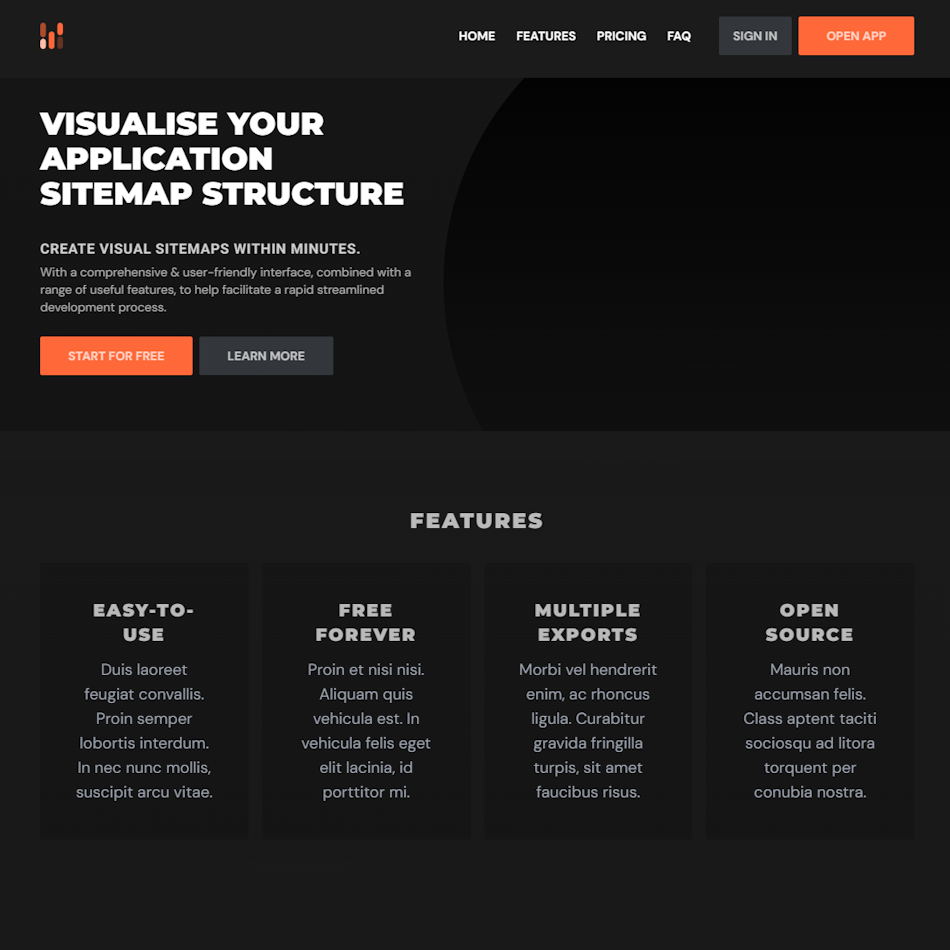 HOME FEATURES PRICING FAQ SIGN IN OPEN APP
VISUALISE YOUR
APPLICATION
SITEMAP STRUCTURE
CREATE VISUAL SITEMAPS WITHIN MINUTES.
With a comprehensive & user-friendly interface, combined with a
range of useful features, to help facilitate a rapid streamlined
development process.
START FOR FREE LEARN MORE
FEATURES
EASY-TO-
USE
Duis laoreet
feugiat convallis.
Proin semper
lobortis interdum.
In nec nunc mollis,
suscipit arcu vitae.
FREE
FOREVER
Proin et nisi nisi.
Aliquam quis
vehicula est. In
vehicula felis eget
elit lacinia, id
porttitor mi.
MULTIPLE
EXPORTS
Morbi vel hendrerit
enim, ac rhoncus
ligula. Curabitur
gravida fringilla
turpis, sit amet
faucibus risus.
OPEN
SOURCE
Mauris non
accumsan felis.
Class aptent taciti
sociosqu ad litora
torquent per
conubia nostra.